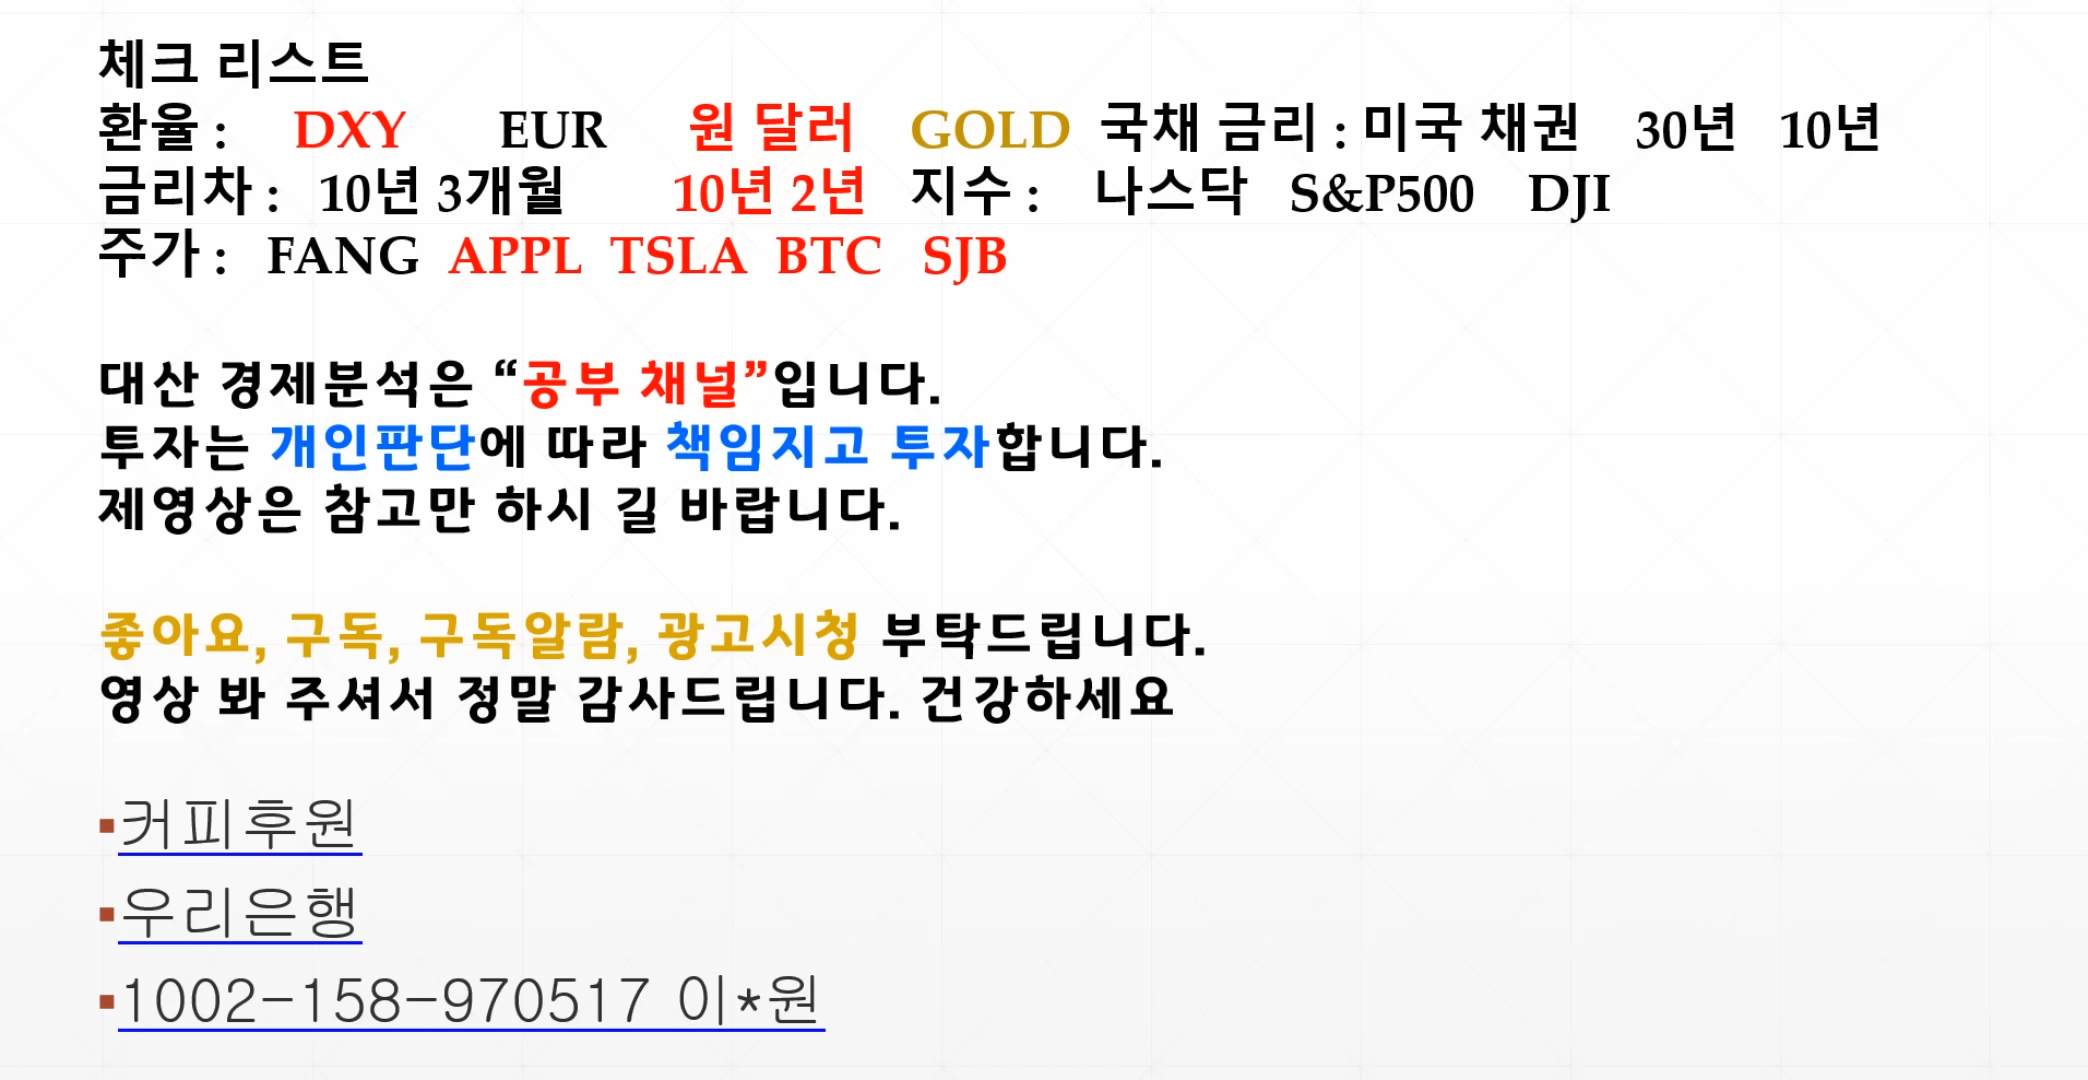 체크 리스트
환율 : DXY EUR 원 달러 GOLD 국채 금리 : 미국 채권 30년 10년
금리차 : 10년 3개월 10년 2년 지수 : 나스닥 S&P500 DJI
주가 : FANG APPL TSLA BTC SJB
대산 경제분석은 “공부 채널”입니다.
투자는 개인판단에 따라 책임지고 투자합니다.
제영상은 참고만 하시 길 바랍니다.
좋아요, 구독, 구독알람, 광고시청 부탁드립니다.
영상 봐 주셔서 정말 감사드립니다. 건강하세요
▪커피후원
▪우리은행
▪1002-158-970517 이*원